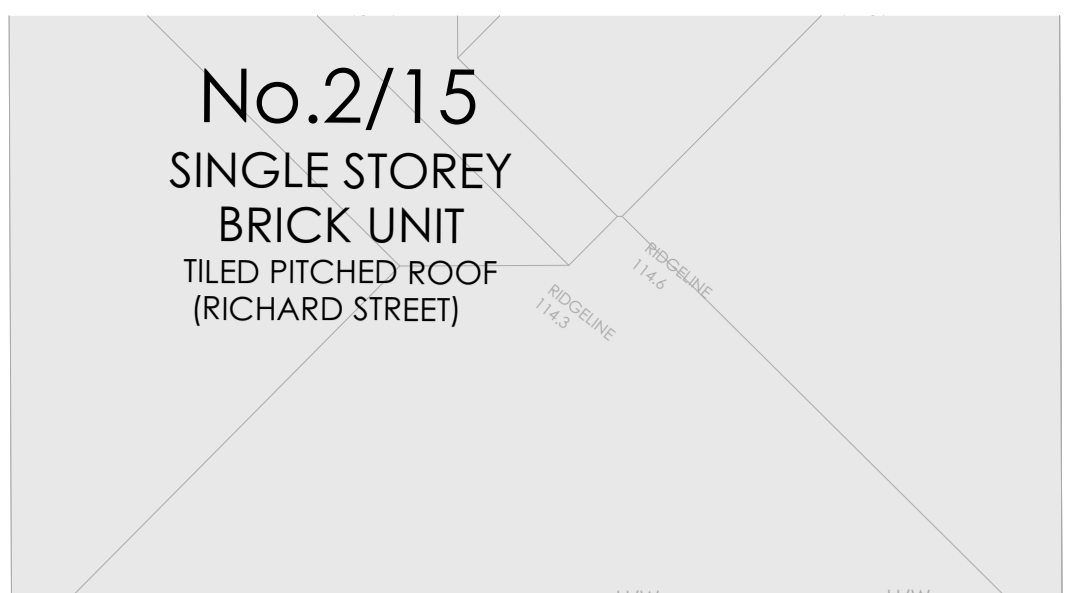 No.2/15
SINGLE STOREY
BRICK UNIT
TILED PITCHED ROOF
(RICHARD STREET)
RIDGELINE
114.6
RIDGELINE
114.3